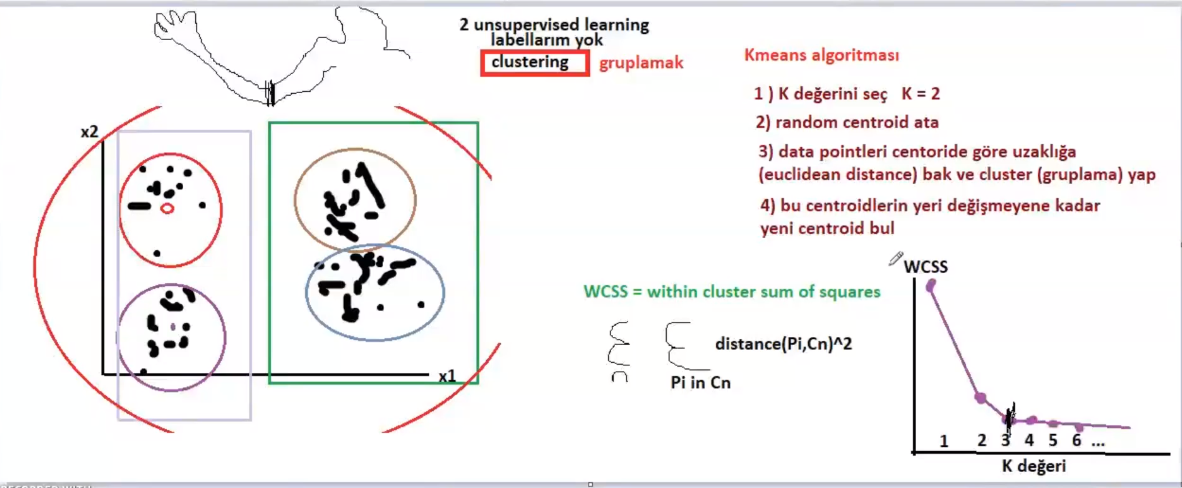 2 unsupervised learning
labellarım yok
clustering gruplamak
Kmeans algoritması
1 ) K değerini seç K = 2
2) random centroid ata
3) data pointleri centoride göre uzaklığa
(euclidean distance) bak ve cluster (gruplama) yap
4) bu centroidlerin yeri değişmeyene kadar
yeni centroid bul
x2
x1
WCSS = within cluster sum of squares
Σ Σ distance(Pi,Cn)^2
n Pi in Cn
WCSS
1 2 3 4 5 6 ...
K değeri